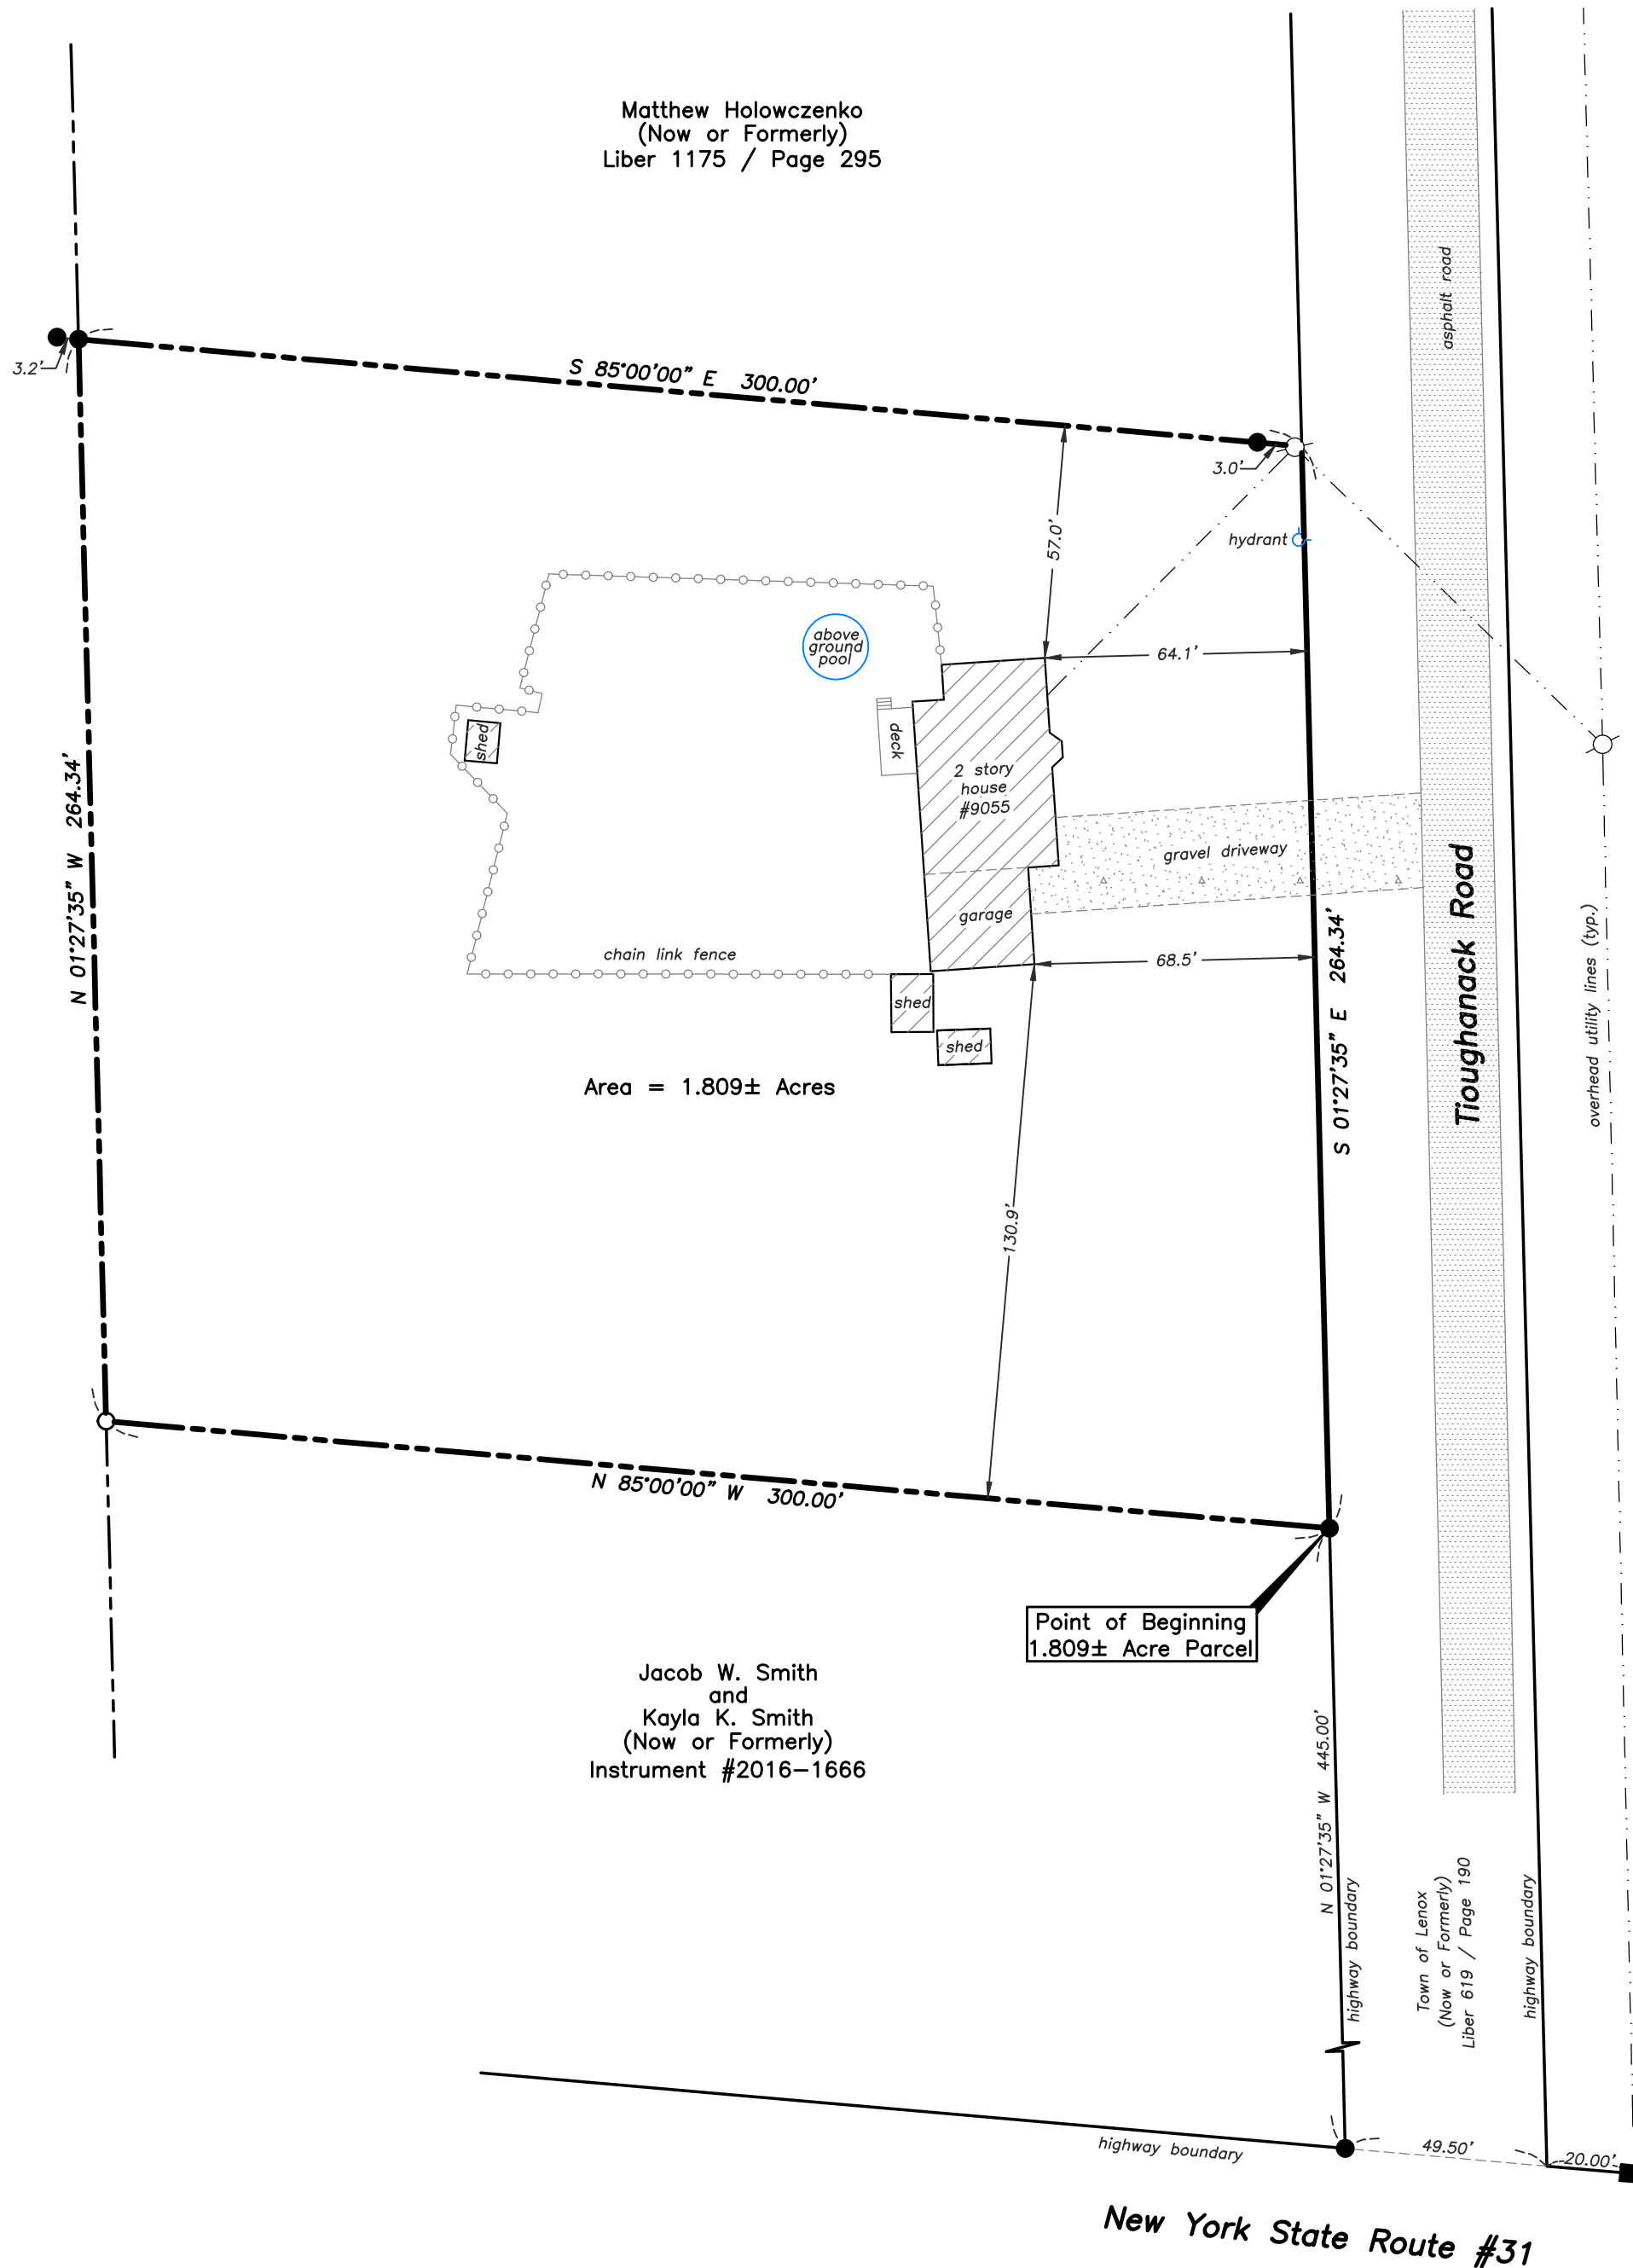 Matthew Holowczenko
(Now or Formerly)
Liber 1175 / Page 295
asphalt road
3.2'
S 85°00'00" E 300.00'
3.0'
57.0'
hydrant
above
ground
pool
64.1'
shed
deck
2 story
house
#9055
N 01°27'35" W 264.34'
gravel driveway
Tioughanack Road
garage
chain link fence
68.5'
S 01°27'35" E 264.34'
overhead utility lines (typ.)
shed
shed
Area = 1.809± Acres
130.9'
N 85°00'00" W 300.00'
Point of Beginning
1.809± Acre Parcel
Jacob W. Smith
and
Kayla K. Smith
(Now or Formerly)
Instrument #2016-1666
N 01°27'35" W 445.00'
highway boundary
Town of Lenox
(Now or Formerly)
Liber 619 / Page 190
highway boundary
highway boundary
49.50'
20.00'
New York State Route #31